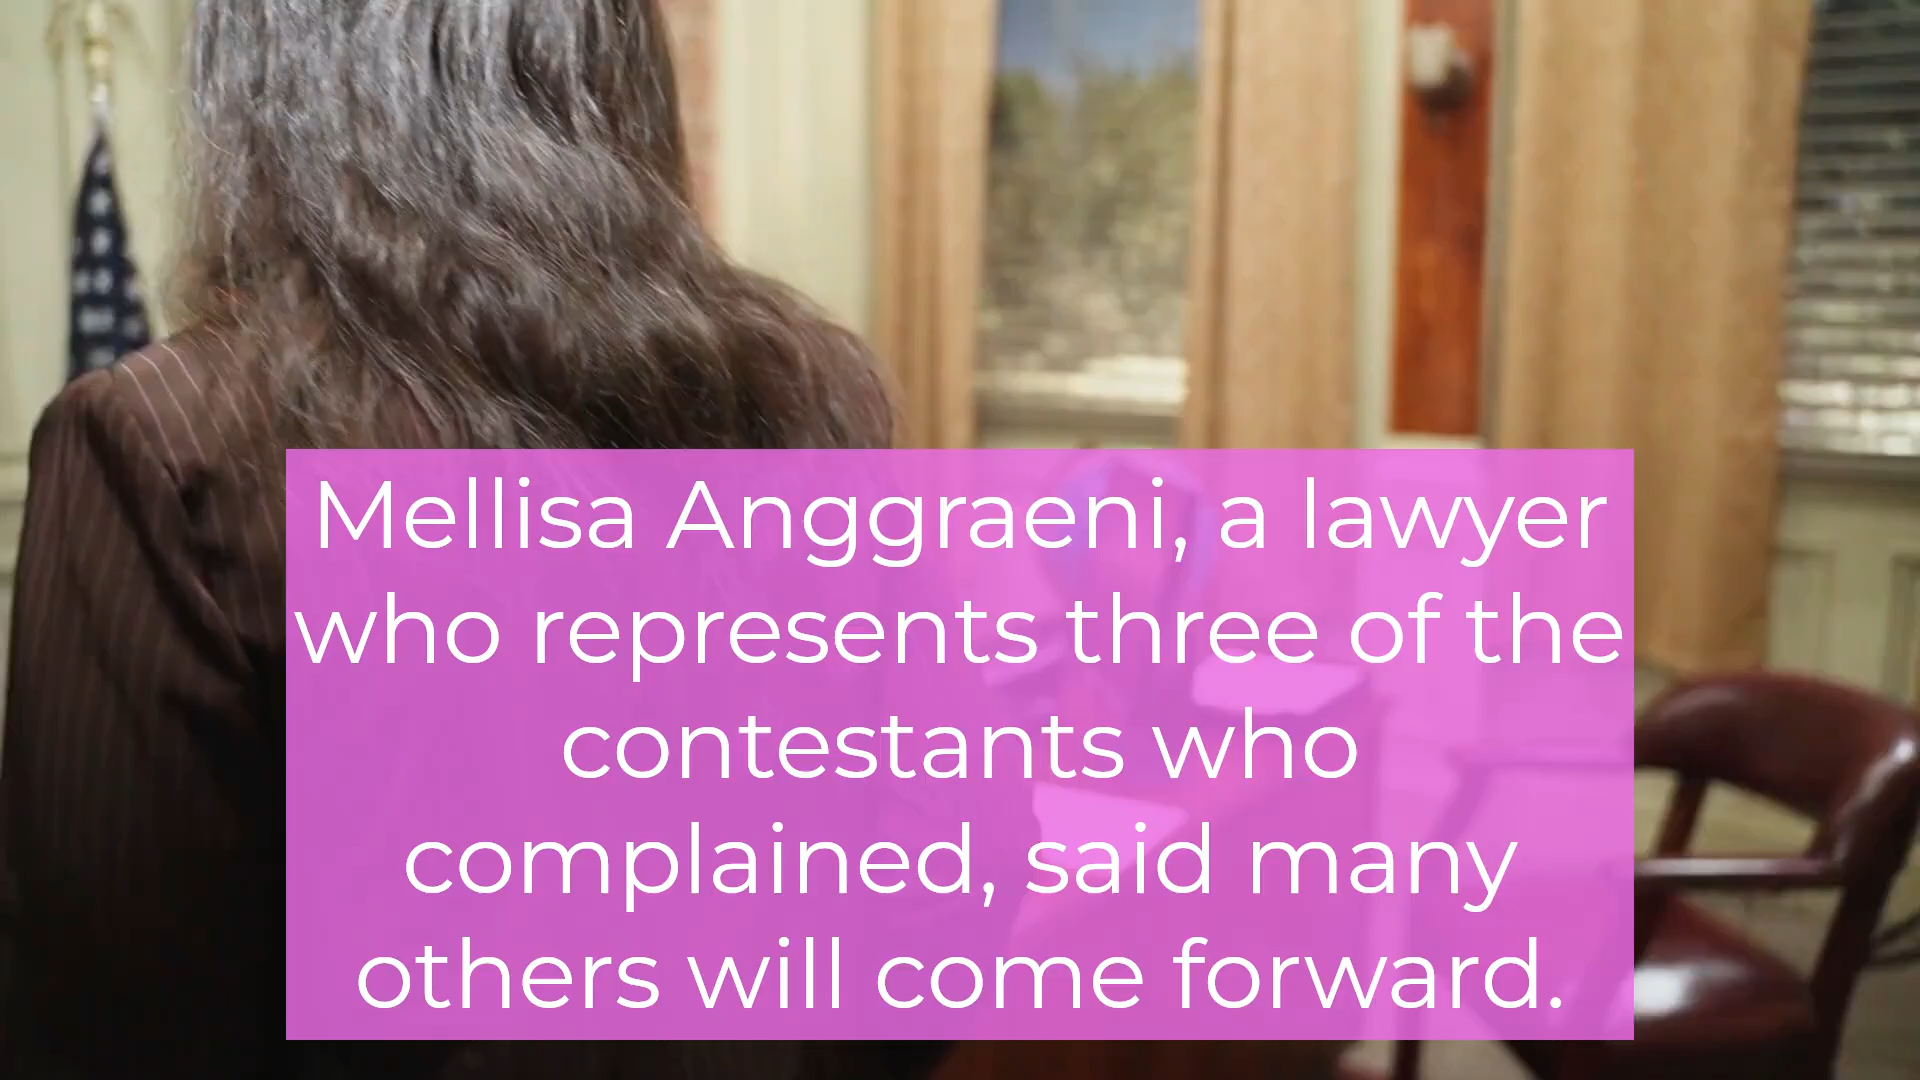 Mellisa Anggraeni, a lawyer
who represents three of the
contestants who
complained, said many
others will come forward.